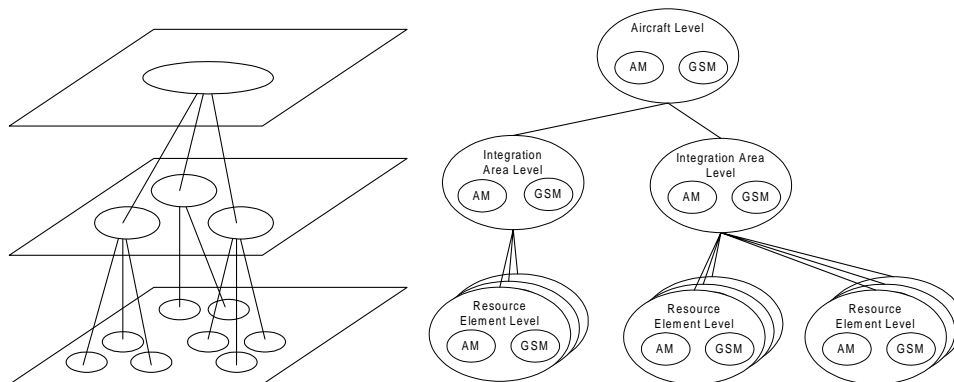 Aircraft Level
AM GSM
Integration
Area Level
AM GSM
Integration Area
Level
AM GSM
Resource
Element Level
AM GSM
Resource
Element Level
AM GSM
Resource
Element Level
AM GSM